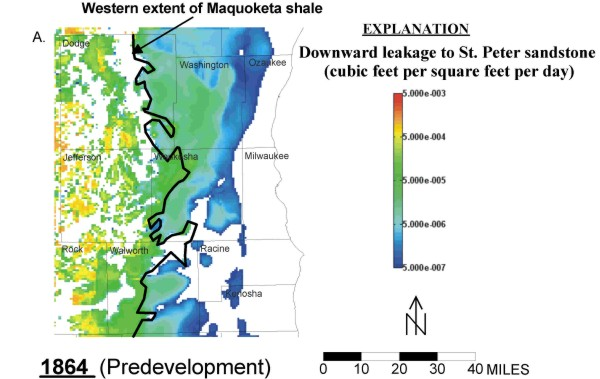 Western extent of Maquoketa shale
A.
Dodge
Washington
Ozaukee
Jefferson
Waukesha
Milwaukee
Rock
Walworth
Racine
Kenosha
1864 (Predevelopment)
EXPLANATION
Downward leakage to St. Peter sandstone
(cubic feet per square feet per day)
5.000e-003
5.000e-004
5.000e-005
5.000e-006
5.000e-007
N
0 10 20 30 40 MILES